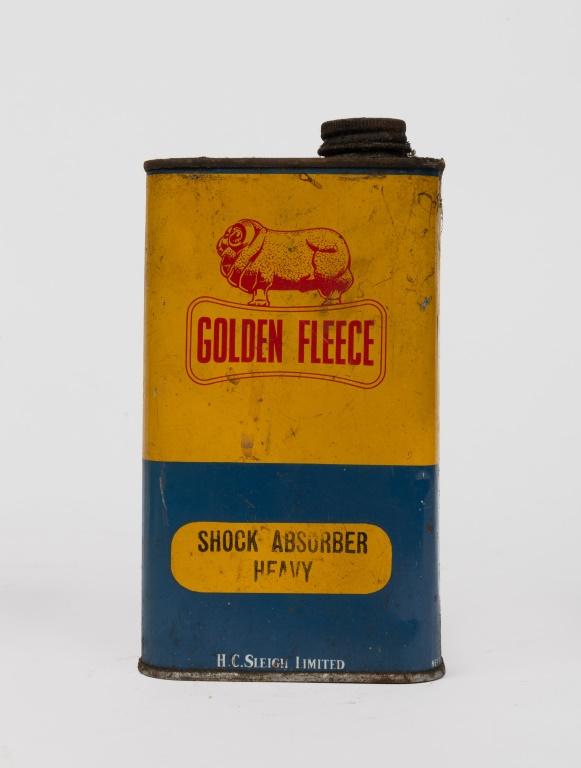 GOLDEN FLEECE
SHOCK ABSORBER
HEAVY
H.C. SLEIGH LIMITED